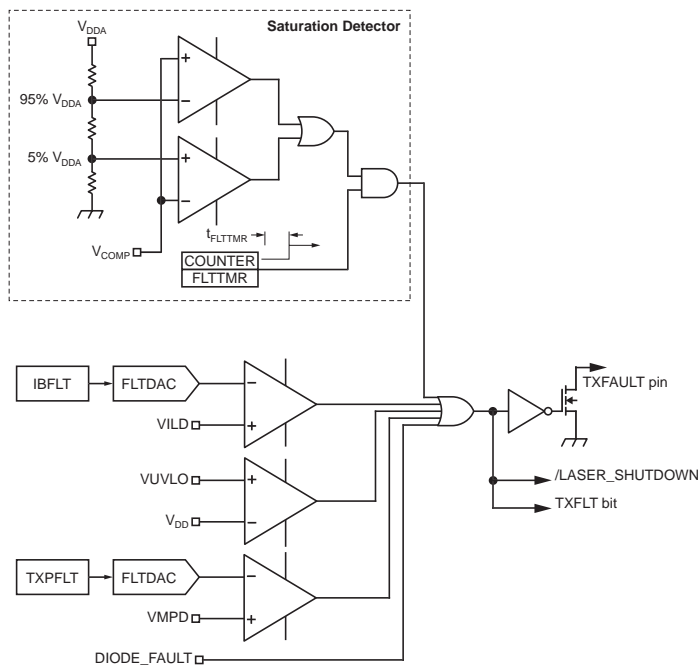 Saturation Detector
VDDA
95% VDDA
5% VDDA
VCOMP
tFLTTMR
COUNTER
FLTTMR
+
−
+
−
IBFLT
FLTDAC
−
VILD
+
TXFAULT pin
VUVLO
+
VDD
−
/LASER_SHUTDOWN
TXFLT bit
TXPFLT
FLTDAC
−
VMPD
+
DIODE_FAULT